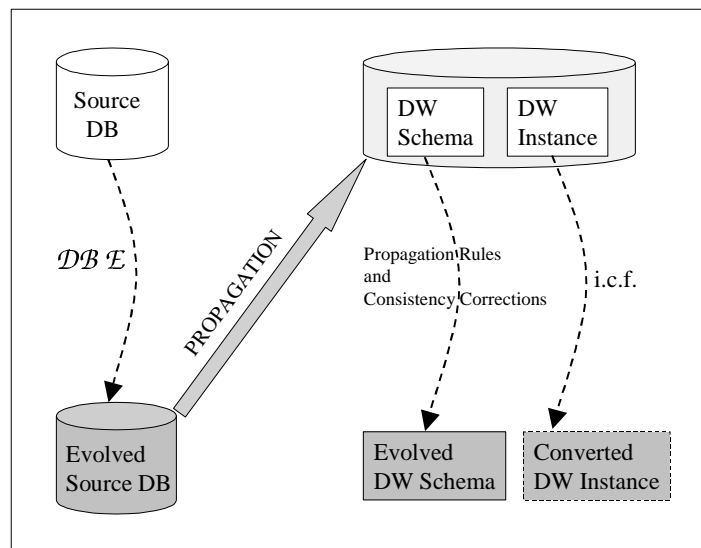 Source
DB
DW
Schema
DW
Instance
DB E
PROPAGATION
Propagation Rules
and
Consistency Corrections
i.c.f.
Evolved
Source DB
Evolved
DW Schema
Converted
DW Instance